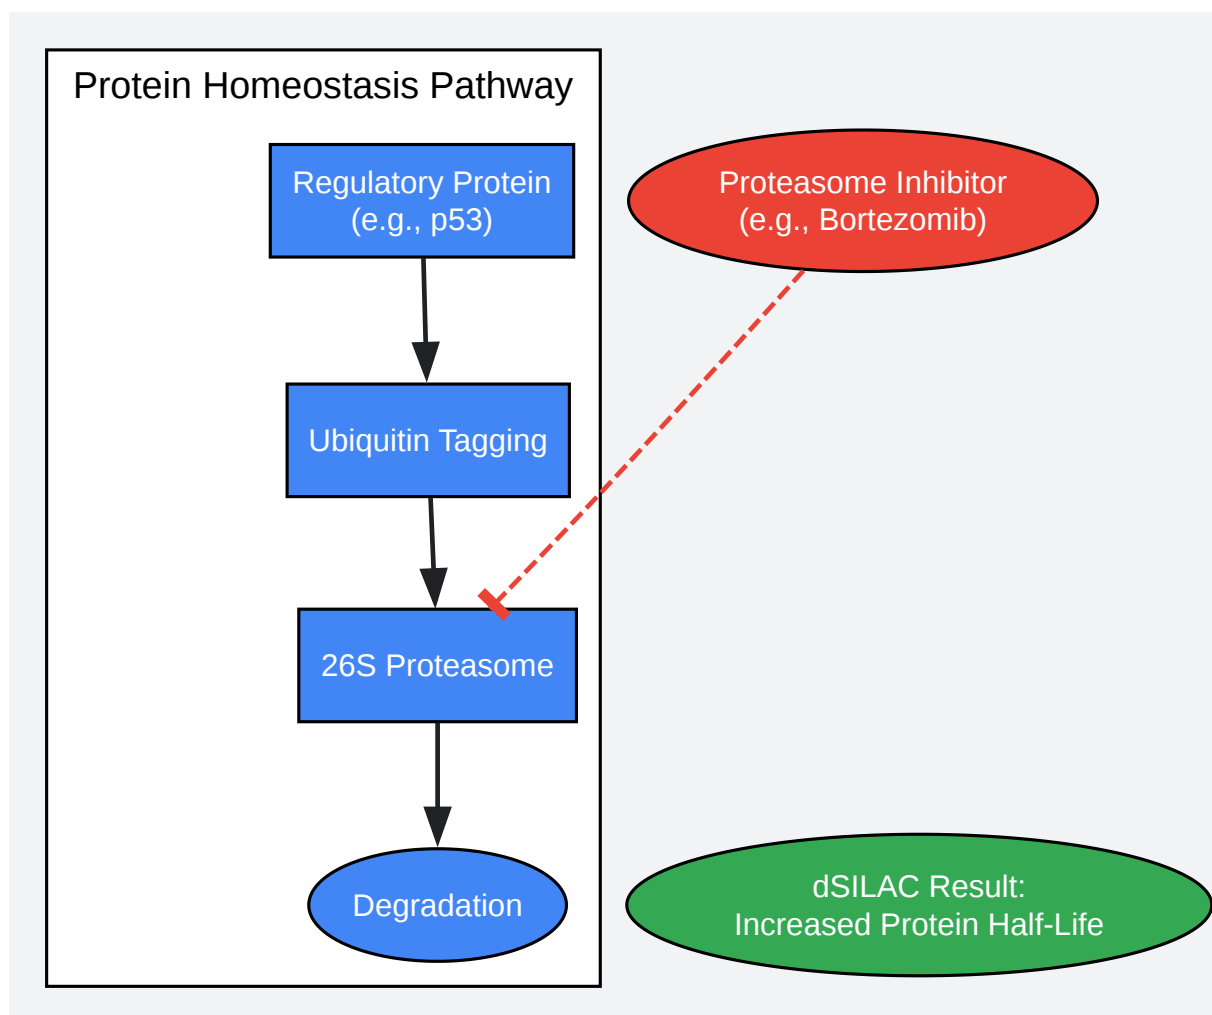 Protein Homeostasis Pathway
Regulatory Protein
(e.g., p53)
Proteasome Inhibitor
(e.g., Bortezomib)
Ubiquitin Tagging
26S Proteasome
Degradation
dSILAC Result:
Increased Protein Half-Life